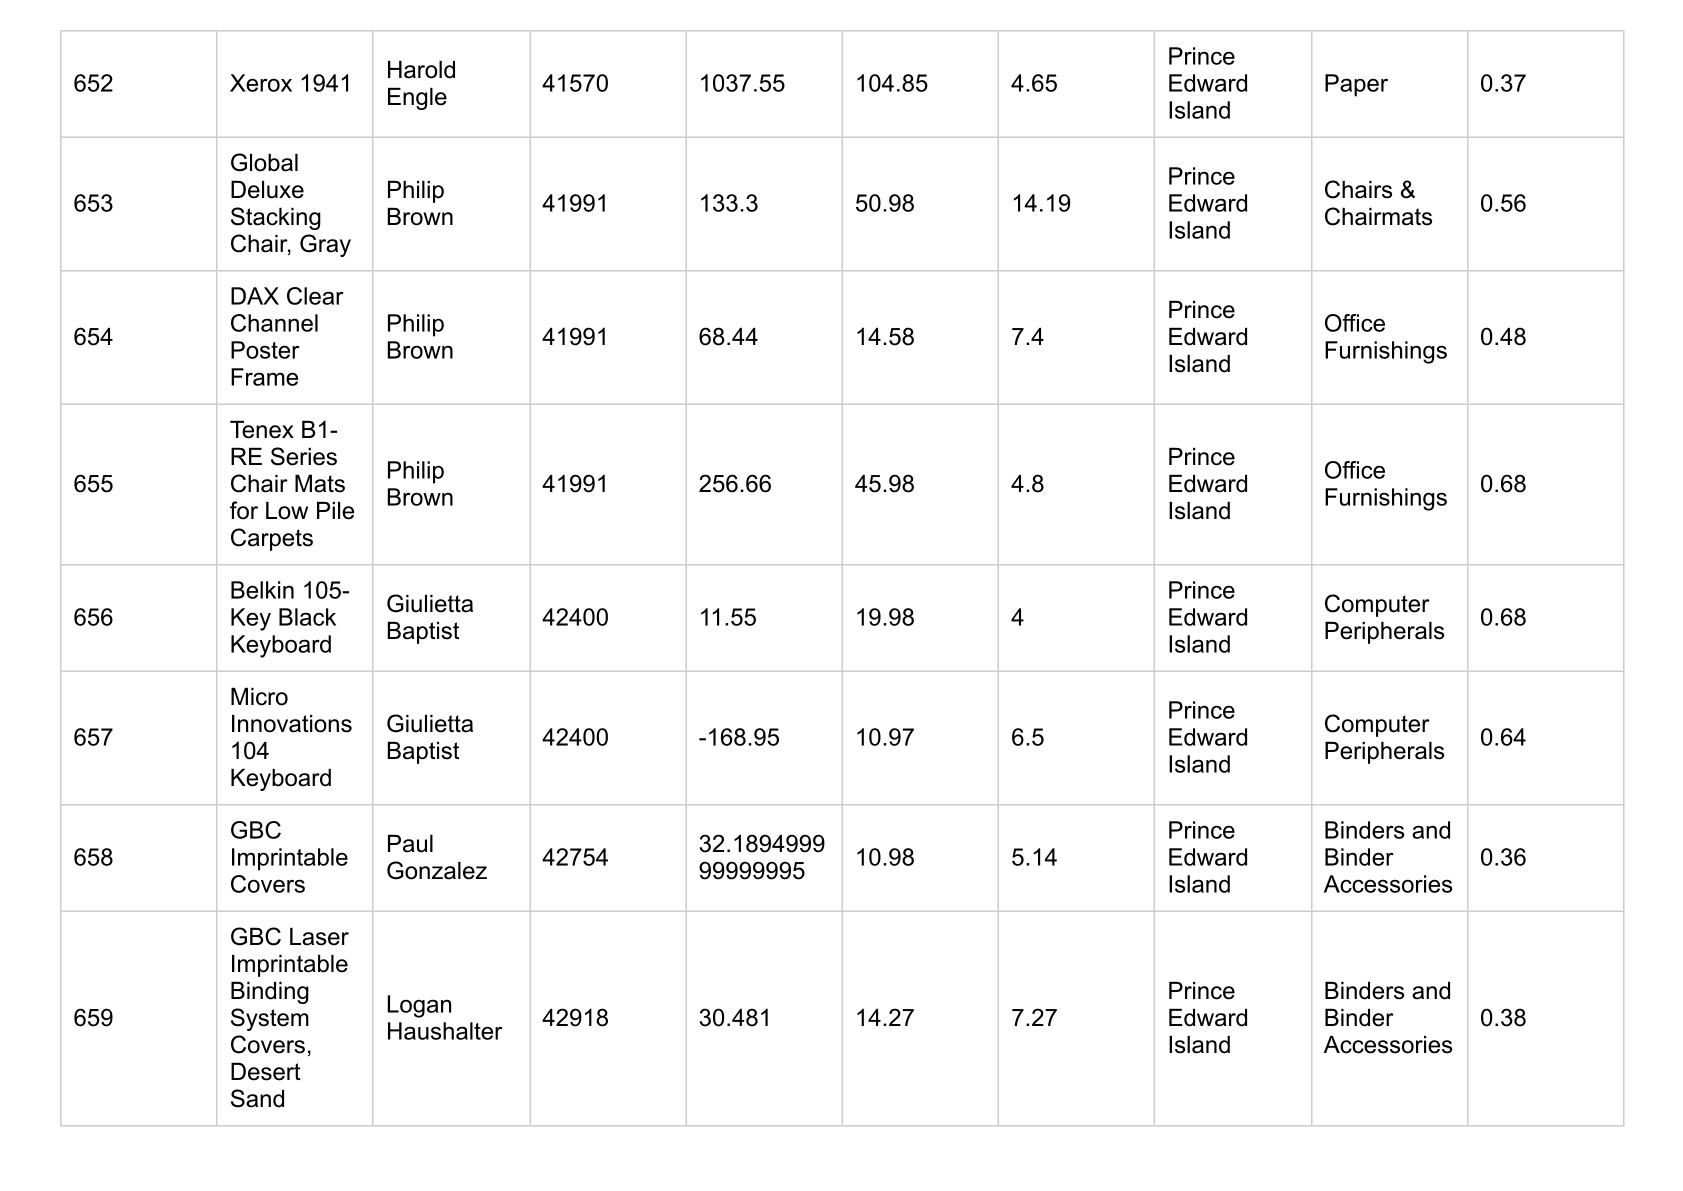 652
Xerox 1941
Harold
Engle
41570
1037.55
104.85
4.65
Prince
Edward
Island
Paper
0.37
653
Global
Deluxe
Stacking
Chair, Gray
Philip
Brown
41991
133.3
50.98
14.19
Prince
Edward
Island
Chairs &
Chairmats
0.56
654
DAX Clear
Channel
Poster
Frame
Philip
Brown
41991
68.44
14.58
7.4
Prince
Edward
Island
Office
Furnishings
0.48
655
Tenex B1-
RE Series
Chair Mats
for Low Pile
Carpets
Philip
Brown
41991
256.66
45.98
4.8
Prince
Edward
Island
Office
Furnishings
0.68
656
Belkin 105-
Key Black
Keyboard
Giulietta
Baptist
42400
11.55
19.98
4
Prince
Edward
Island
Computer
Peripherals
0.68
657
Micro
Innovations
104
Keyboard
Giulietta
Baptist
42400
-168.95
10.97
6.5
Prince
Edward
Island
Computer
Peripherals
0.64
658
GBC
Imprintable
Covers
Paul
Gonzalez
42754
32.1894999
99999995
10.98
5.14
Prince
Edward
Island
Binders and
Binder
Accessories
0.36
659
GBC Laser
Imprintable
Binding
System
Covers,
Desert
Sand
Logan
Haushalter
42918
30.481
14.27
7.27
Prince
Edward
Island
Binders and
Binder
Accessories
0.38